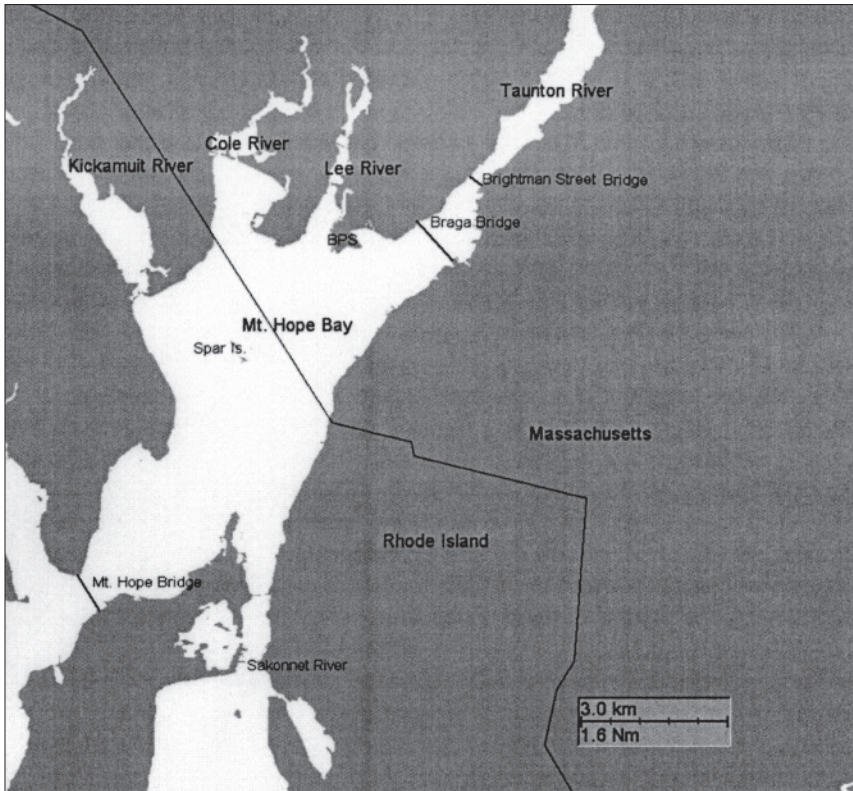 Taunton River
Cole River
Kickamuit River
Lee River
Brightman Street Bridge
Braga Bridge
BPS
Mt. Hope Bay
Spar Is.
Massachusetts
Rhode Island
Mt. Hope Bridge
Sakonnet River
3.0 km
1.6 Nm